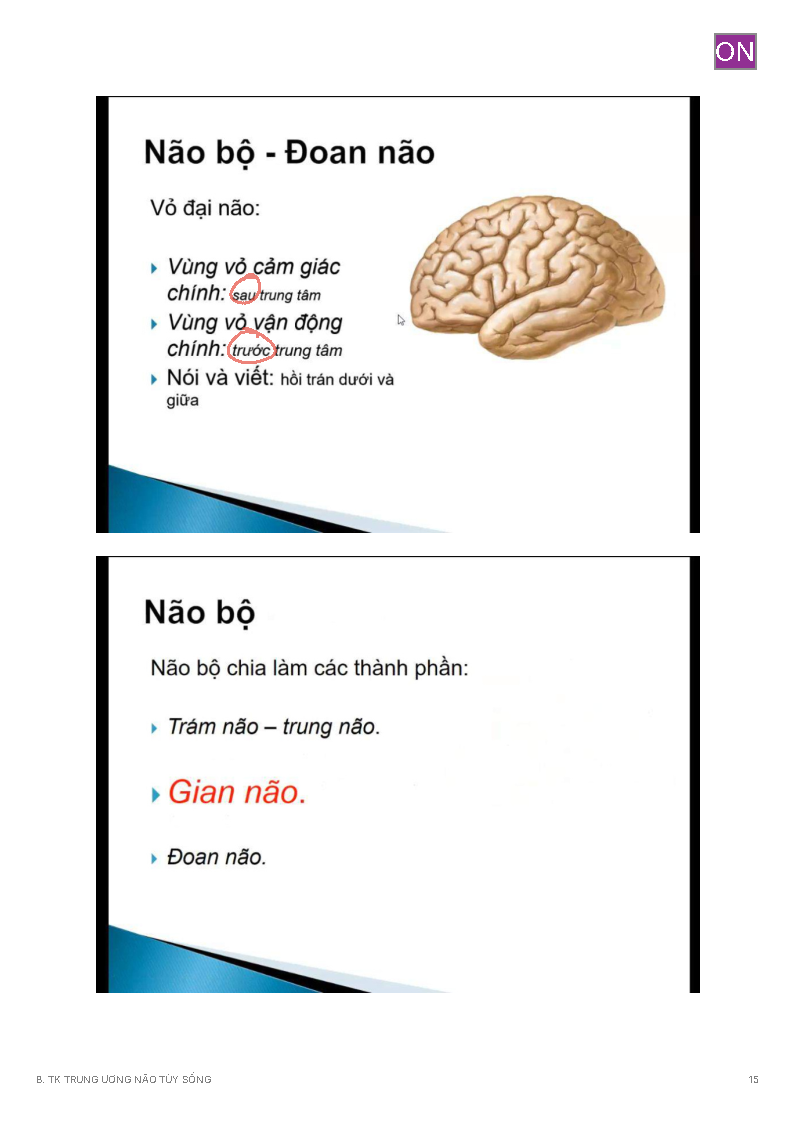 ON
Não bộ - Đoan não
Vỏ đại não:
Vùng vỏ cảm giác
chính: sau trung tâm
Vùng vỏ vận động
chính: trước trung tâm
Nói và viết: hồi trán dưới và
giữa
Não bộ
Não bộ chia làm các thành phần:
Trám não – trung não.
Gian não.
Đoan não.
B. TK TRUNG ƯƠNG NÃO TỦY SỐNG 15